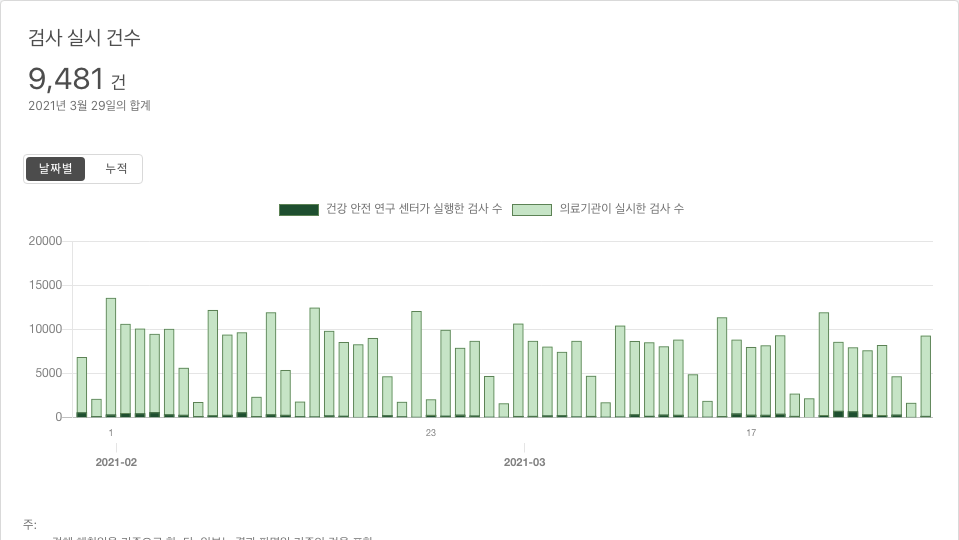 검사 실시 건수
9,481 건
2021년 3월 29일의 합계
날짜별 누적
건강 안전 연구 센터가 실행한 검사 수 의료기관이 실시한 검사 수
20000
15000
10000
5000
0
1 23 17
2021-02 2021-03
주: